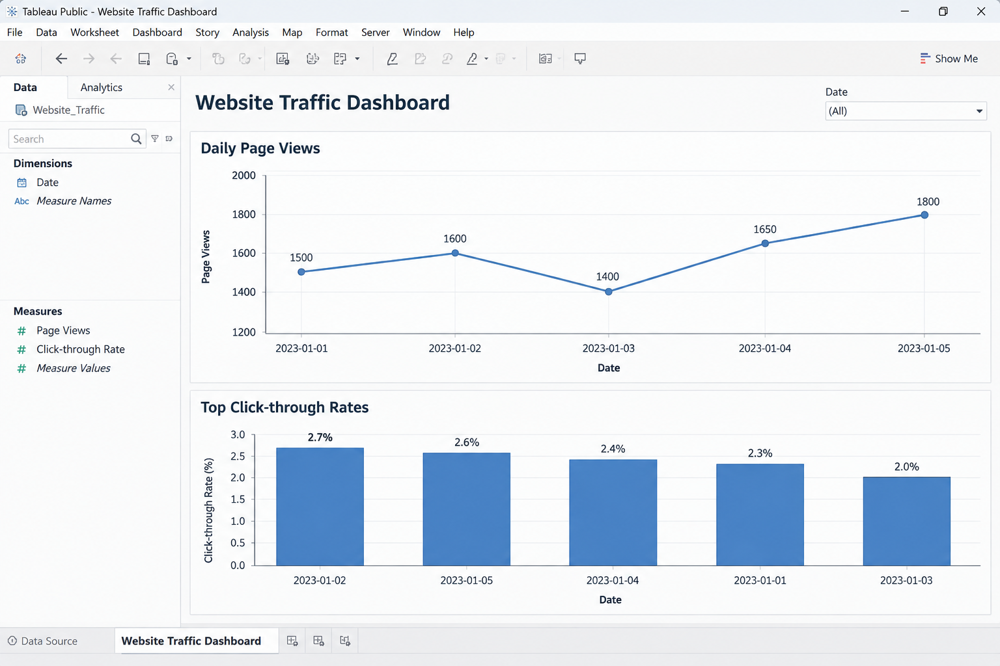 Tableau Public - Website Traffic Dashboard
File Data Worksheet Dashboard Story Analysis Map Format Server Window Help
Show Me
Data Analytics
Website_Traffic
Search
Dimensions
Date
Abc Measure Names
Measures
# Page Views
# Click-through Rate
# Measure Values
Website Traffic Dashboard
Date
(All)
Daily Page Views
Page Views
2000
1800
1600
1400
1200
1500
1600
1400
1650
1800
2023-01-01 2023-01-02 2023-01-03 2023-01-04 2023-01-05
Date
Top Click-through Rates
Click-through Rate (%)
3.0
2.5
2.0
1.5
1.0
0.5
0.0
2.7%
2.6%
2.4%
2.3%
2.0%
2023-01-02 2023-01-05 2023-01-04 2023-01-01 2023-01-03
Date
Data Source
Website Traffic Dashboard